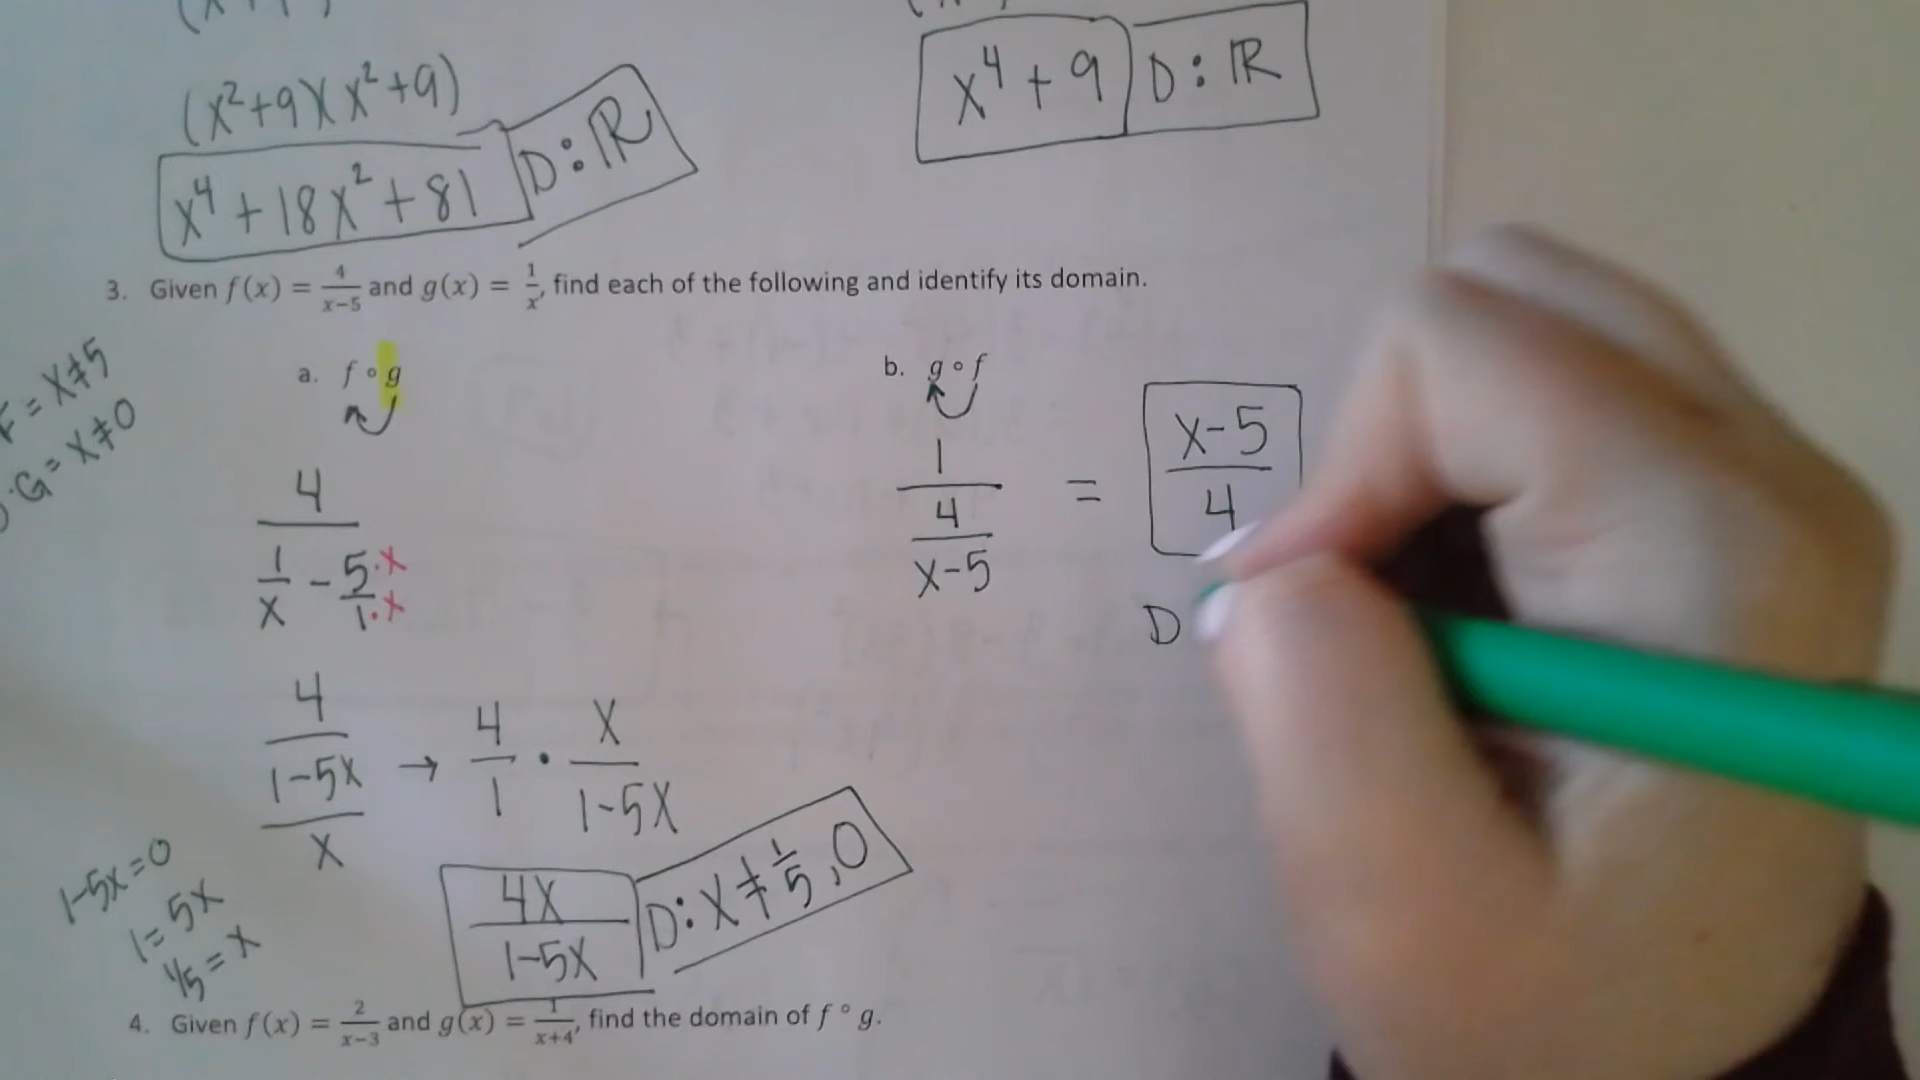 (x²+9)(x²+9)
x⁴+18x²+81 D:ℝ
x⁴+9 D:ℝ
3. Given f(x) = 4/(x−5) and g(x) = 1/x, find each of the following and identify its domain.
F = X≠5
G = X≠0
a. f∘g
4
1/x − 5·x/1·x
4
1−5x
x
→ 4/1 · x/(1−5x)
1−5x=0
1=5x
1/5=x
4x/(1−5x) D: x≠1/5,0
b. g∘f
1
4
x−5
= (x−5)/4
D
4. Given f(x) = 2/(x−3) and g(x) = 1/(x+4), find the domain of f∘g.